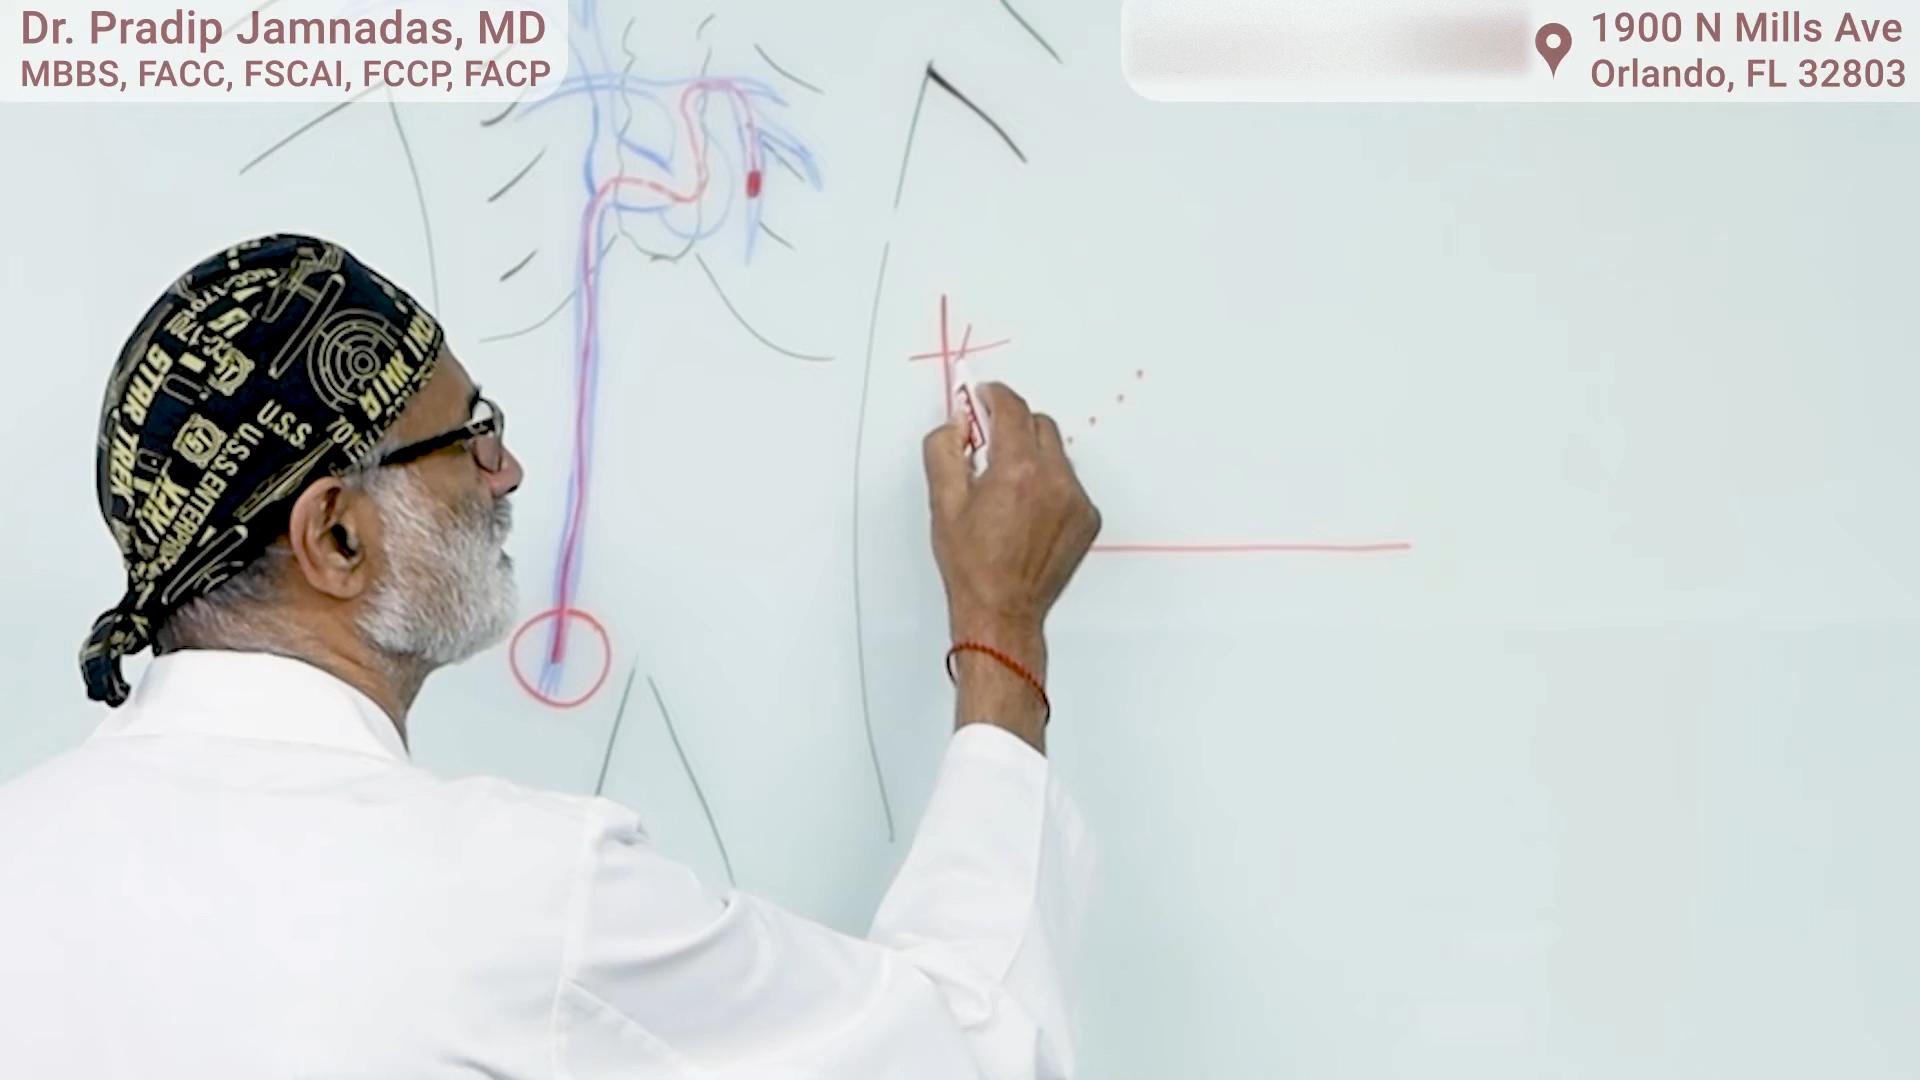 Dr. Pradip Jamnadas, MD
MBBS, FACC, FSCAI, FCCP, FACP
1900 N Mills Ave
Orlando, FL 32803
STAR TREK
U.S.S. ENTERPRISE
U.S.S.